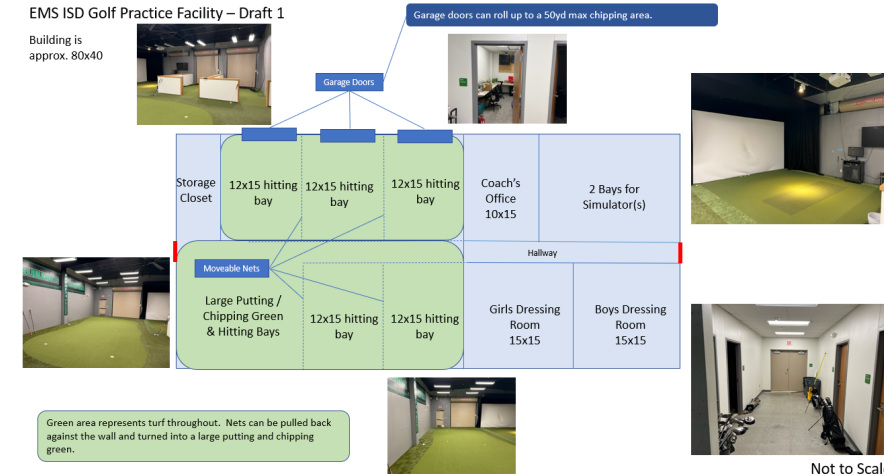 EMS ISD Golf Practice Facility – Draft 1
Building is
approx. 80x40
Garage doors can roll up to a 50yd max chipping area.
Garage Doors
Storage
Closet
12x15 hitting
bay
12x15 hitting
bay
12x15 hitting
bay
Coach's
Office
10x15
2 Bays for
Simulator(s)
Hallway
Moveable Nets
Large Putting /
Chipping Green
& Hitting Bays
12x15 hitting
bay
12x15 hitting
bay
Girls Dressing
Room
15x15
Boys Dressing
Room
15x15
Green area represents turf throughout.  Nets can be pulled back
against the wall and turned into a large putting and chipping
green.
Not to Scale